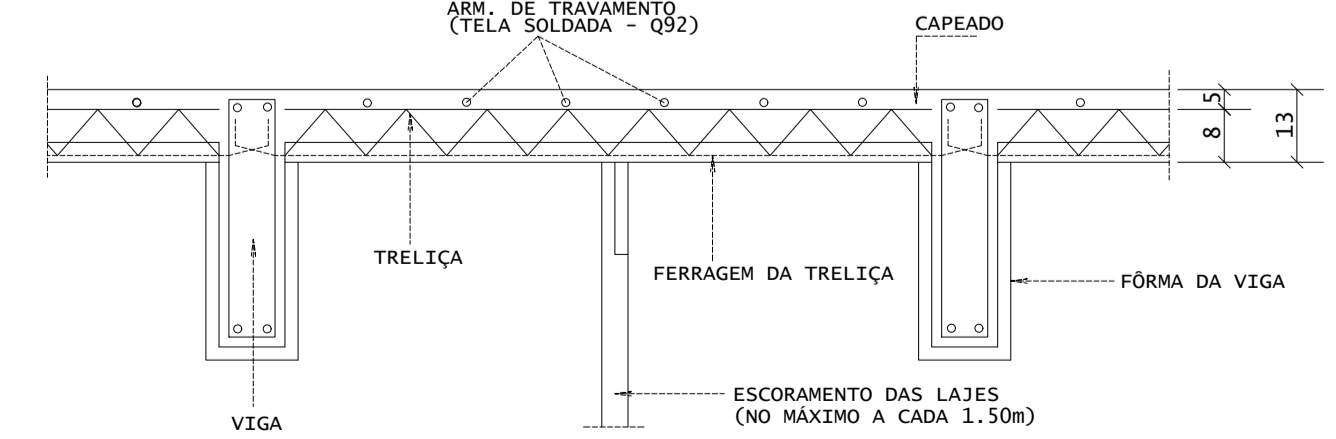 ARM. DE TRAVAMENTO
(TELA SOLDADA - Q92)
CAPEADO
5
8
13
TRELIÇA
FERRAGEM DA TRELIÇA
FÔRMA DA VIGA
ESCORAMENTO DAS LAJES
(NO MÁXIMO A CADA 1.50m)
VIGA